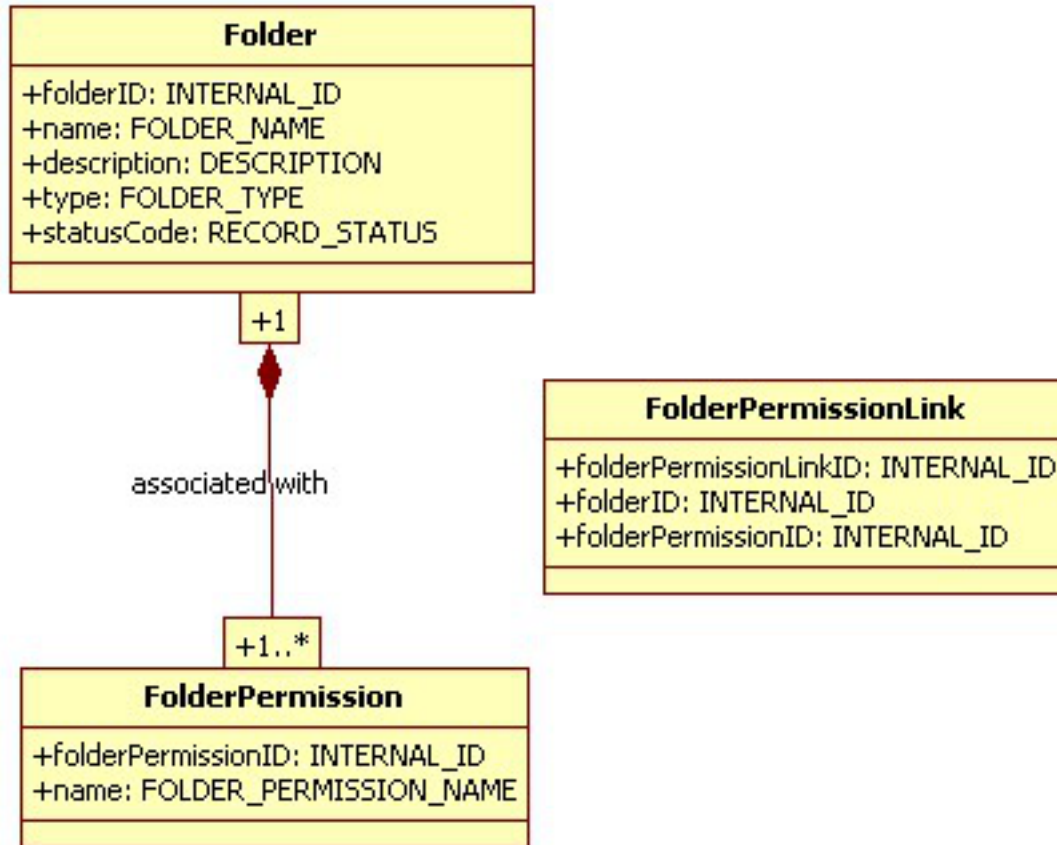 Folder
+folderID: INTERNAL_ID
+name: FOLDER_NAME
+description: DESCRIPTION
+type: FOLDER_TYPE
+statusCode: RECORD_STATUS
+1
associated with
+1..*
FolderPermission
+folderPermissionID: INTERNAL_ID
+name: FOLDER_PERMISSION_NAME
FolderPermissionLink
+folderPermissionLinkID: INTERNAL_ID
+folderID: INTERNAL_ID
+folderPermissionID: INTERNAL_ID